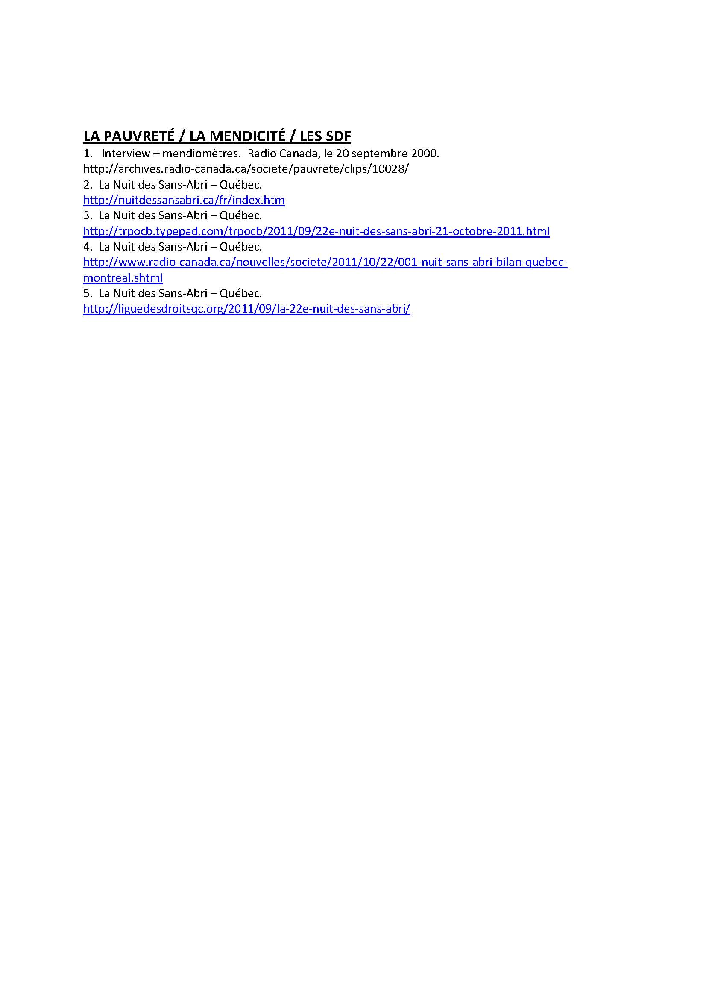 LA PAUVRETÉ / LA MENDICITÉ / LES SDF
1.   Interview – mendiomètres.  Radio Canada, le 20 septembre 2000.
http://archives.radio-canada.ca/societe/pauvrete/clips/10028/
2.  La Nuit des Sans-Abri – Québec.
http://nuitdessansabri.ca/fr/index.htm
3.  La Nuit des Sans-Abri – Québec.
http://trpocb.typepad.com/trpocb/2011/09/22e-nuit-des-sans-abri-21-octobre-2011.html
4.  La Nuit des Sans-Abri – Québec.
http://www.radio-canada.ca/nouvelles/societe/2011/10/22/001-nuit-sans-abri-bilan-quebec-
montreal.shtml
5.  La Nuit des Sans-Abri – Québec.
http://liguedesdroitsqc.org/2011/09/la-22e-nuit-des-sans-abri/